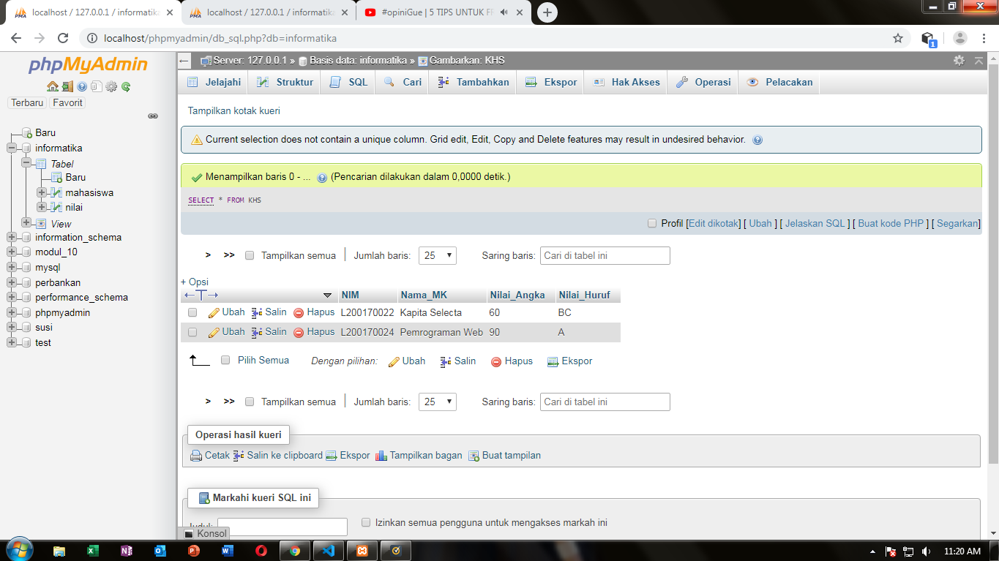 localhost / 127.0.0.1 / informatika
localhost / 127.0.0.1 / informatika
#opiniGue | 5 TIPS UNTUK FR
localhost/phpmyadmin/db_sql.php?db=informatika
1
phpMyAdmin
Terbaru Favorit
Baru
informatika
Tabel
Baru
mahasiswa
nilai
View
information_schema
modul_10
mysql
perbankan
performance_schema
phpmyadmin
susi
test
Server: 127.0.0.1 » Basis data: informatika » Gambarkan: KHS
Jelajahi Struktur SQL Cari Tambahkan Ekspor Hak Akses Operasi Pelacakan
Tampilkan kotak kueri
Current selection does not contain a unique column. Grid edit, Edit, Copy and Delete features may result in undesired behavior.
Menampilkan baris 0 - ... (Pencarian dilakukan dalam 0,0000 detik.)
SELECT * FROM KHS
Profil [Edit dikotak] [ Ubah ] [ Jelaskan SQL ] [ Buat kode PHP ] [ Segarkan]
> >> Tampilkan semua | Jumlah baris: 25 Saring baris: Cari di tabel ini
+ Opsi
NIM Nama_MK Nilai_Angka Nilai_Huruf
Ubah Salin Hapus L200170022 Kapita Selecta 60 BC
Ubah Salin Hapus L200170024 Pemrograman Web 90 A
Pilih Semua Dengan pilihan: Ubah Salin Hapus Ekspor
> >> Tampilkan semua | Jumlah baris: 25 Saring baris: Cari di tabel ini
Operasi hasil kueri
Cetak Salin ke clipboard Ekspor Tampilkan bagan Buat tampilan
Markahi kueri SQL ini
Judul: Izinkan semua pengguna untuk mengakses markah ini
Konsol
11:20 AM